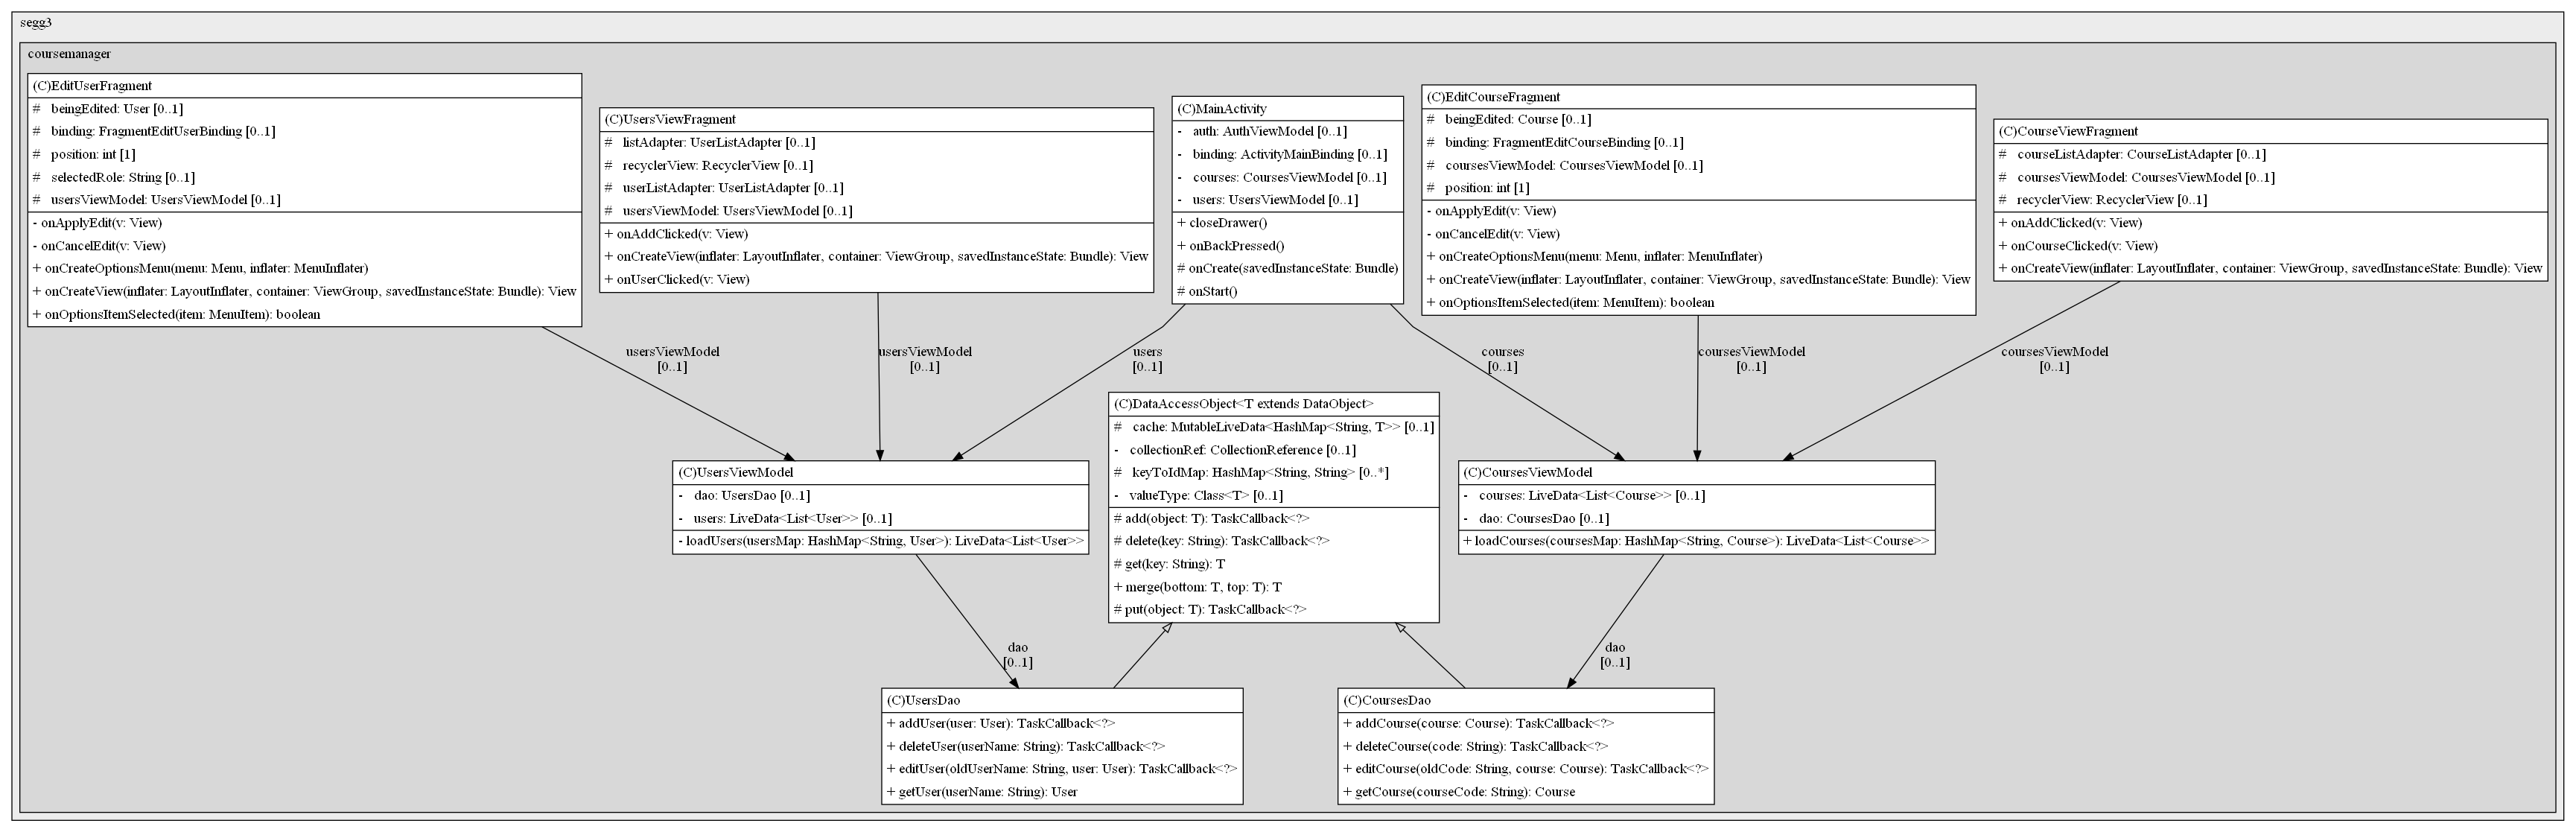 segg3
coursemanager
(C)EditUserFragment
# beingEdited: User [0..1]
# binding: FragmentEditUserBinding [0..1]
# position: int [1]
# selectedRole: String [0..1]
# usersViewModel: UsersViewModel [0..1]
- onApplyEdit(v: View)
- onCancelEdit(v: View)
+ onCreateOptionsMenu(menu: Menu, inflater: MenuInflater)
+ onCreateView(inflater: LayoutInflater, container: ViewGroup, savedInstanceState: Bundle): View
+ onOptionsItemSelected(item: MenuItem): boolean
(C)UsersViewFragment
# listAdapter: UserListAdapter [0..1]
# recyclerView: RecyclerView [0..1]
# userListAdapter: UserListAdapter [0..1]
# usersViewModel: UsersViewModel [0..1]
+ onAddClicked(v: View)
+ onCreateView(inflater: LayoutInflater, container: ViewGroup, savedInstanceState: Bundle): View
+ onUserClicked(v: View)
(C)MainActivity
- auth: AuthViewModel [0..1]
- binding: ActivityMainBinding [0..1]
- courses: CoursesViewModel [0..1]
- users: UsersViewModel [0..1]
+ closeDrawer()
+ onBackPressed()
# onCreate(savedInstanceState: Bundle)
# onStart()
(C)EditCourseFragment
# beingEdited: Course [0..1]
# binding: FragmentEditCourseBinding [0..1]
# coursesViewModel: CoursesViewModel [0..1]
# position: int [1]
- onApplyEdit(v: View)
- onCancelEdit(v: View)
+ onCreateOptionsMenu(menu: Menu, inflater: MenuInflater)
+ onCreateView(inflater: LayoutInflater, container: ViewGroup, savedInstanceState: Bundle): View
+ onOptionsItemSelected(item: MenuItem): boolean
(C)CourseViewFragment
# courseListAdapter: CourseListAdapter [0..1]
# coursesViewModel: CoursesViewModel [0..1]
# recyclerView: RecyclerView [0..1]
+ onAddClicked(v: View)
+ onCourseClicked(v: View)
+ onCreateView(inflater: LayoutInflater, container: ViewGroup, savedInstanceState: Bundle): View
usersViewModel
[0..1]
usersViewModel
[0..1]
users
[0..1]
courses
[0..1]
coursesViewModel
[0..1]
coursesViewModel
[0..1]
(C)DataAccessObject<T extends DataObject>
# cache: MutableLiveData<HashMap<String, T>> [0..1]
- collectionRef: CollectionReference [0..1]
# keyToIdMap: HashMap<String, String> [0..*]
- valueType: Class<T> [0..1]
# add(object: T): TaskCallback<?>
# delete(key: String): TaskCallback<?>
# get(key: String): T
+ merge(bottom: T, top: T): T
# put(object: T): TaskCallback<?>
(C)UsersViewModel
- dao: UsersDao [0..1]
- users: LiveData<List<User>> [0..1]
- loadUsers(usersMap: HashMap<String, User>): LiveData<List<User>>
(C)CoursesViewModel
- courses: LiveData<List<Course>> [0..1]
- dao: CoursesDao [0..1]
+ loadCourses(coursesMap: HashMap<String, Course>): LiveData<List<Course>>
dao
[0..1]
dao
[0..1]
(C)UsersDao
+ addUser(user: User): TaskCallback<?>
+ deleteUser(userName: String): TaskCallback<?>
+ editUser(oldUserName: String, user: User): TaskCallback<?>
+ getUser(userName: String): User
(C)CoursesDao
+ addCourse(course: Course): TaskCallback<?>
+ deleteCourse(code: String): TaskCallback<?>
+ editCourse(oldCode: String, course: Course): TaskCallback<?>
+ getCourse(courseCode: String): Course